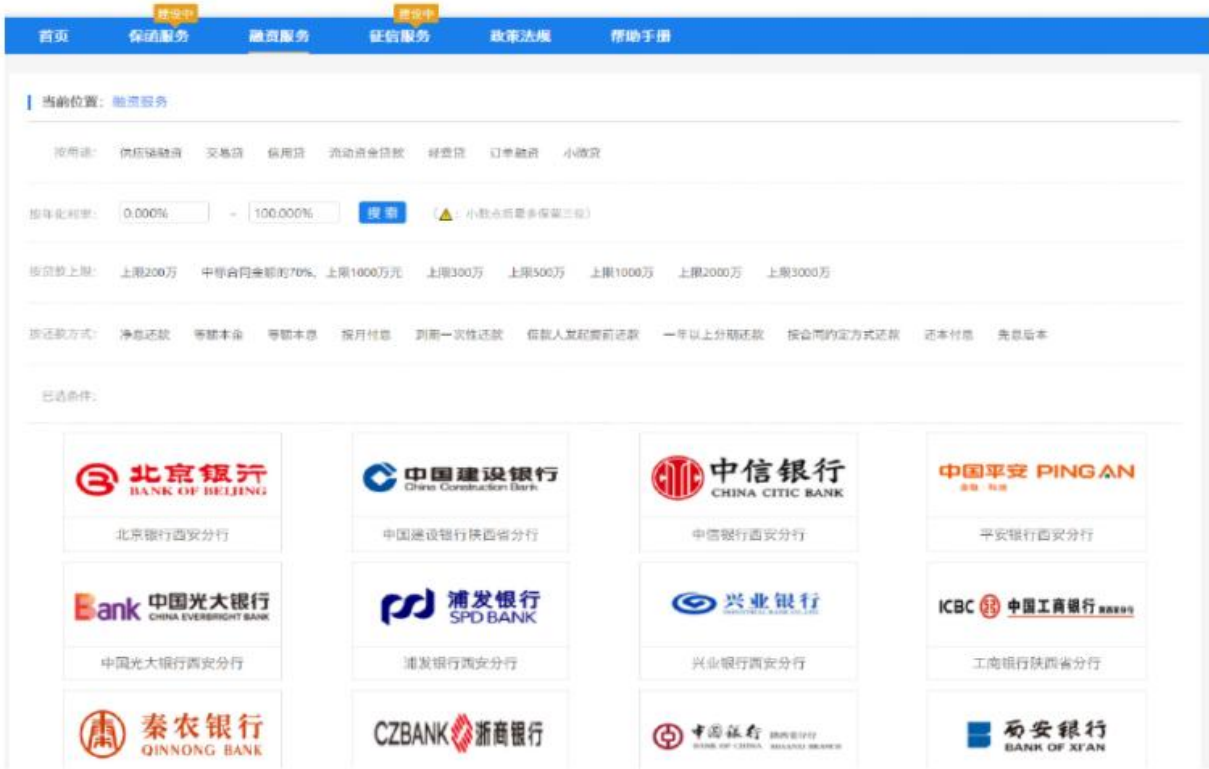 建设中 建设中
首页 保函服务 融资服务 征信服务 政策法规 帮助手册
当前位置: 融资服务
按用途: 供应链融资 交易贷 信用贷 流动资金贷款 经营贷 订单融资 小微贷
按年化利率: 0.000% - 100.000% 搜索 (⚠: 小数点后最多保留三位)
按贷款上限: 上限200万 中标合同金额的70%, 上限1000万元 上限300万 上限500万 上限1000万 上限2000万 上限3000万
按还款方式: 净息还款 等额本金 等额本息 按月付息 到期一次性还款 借款人发起提前还款 一年以上分期还款 按合同约定方式还款 还本付息 先息后本
已选条件:
北京银行 中国建设银行 中信银行 中国平安 PING AN
BANK OF BEIJING China Construction Bank CHINA CITIC BANK 金融·科技
北京银行西安分行 中国建设银行陕西省分行 中信银行西安分行 平安银行西安分行
Bank 中国光大银行 浦发银行 兴业银行 ICBC 中国工商银行
CHINA EVERBRIGHT BANK SPD BANK INDUSTRIAL BANK CO.,LTD.
中国光大银行西安分行 浦发银行西安分行 兴业银行西安分行 工商银行陕西省分行
秦农银行 CZBANK 浙商银行 中国银行 陕西省分行 西安银行
QINNONG BANK BANK OF CHINA SHAANXI BRANCH BANK OF XI'AN